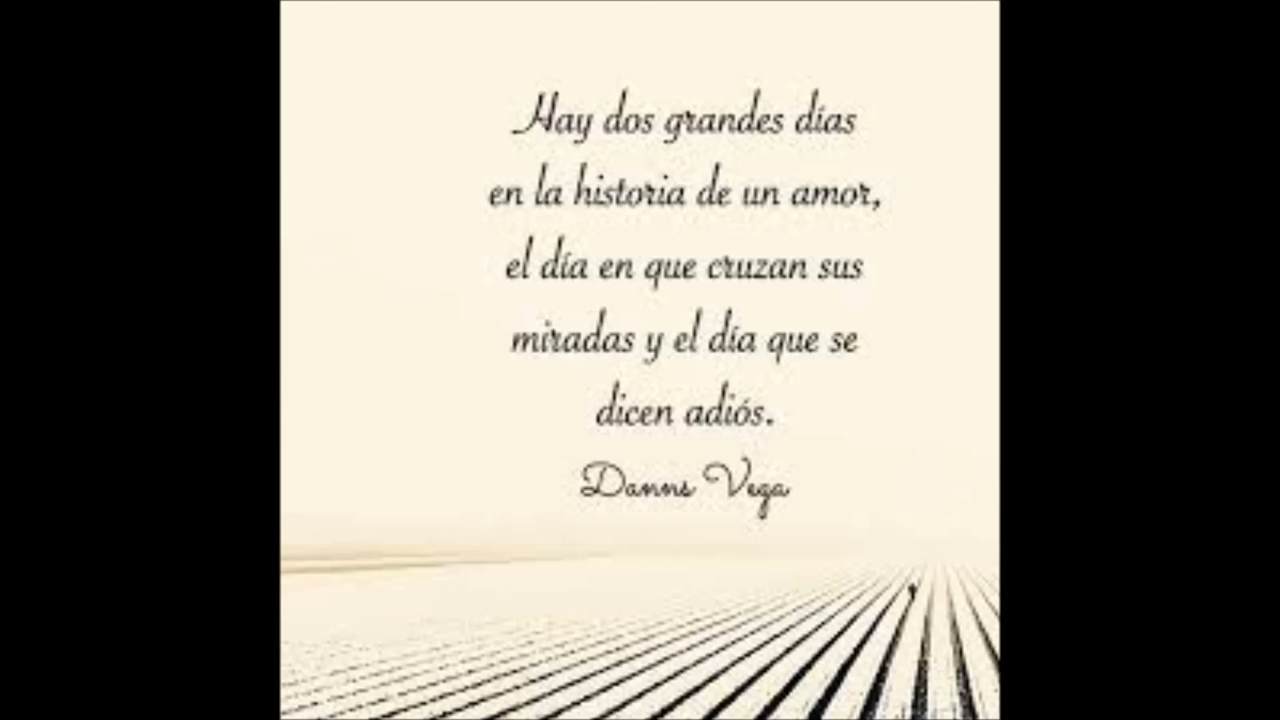 Hay dos grandes días
en la historia de un amor,
el día en que cruzan sus
miradas y el día que se
dicen adiós.
Danns Vega